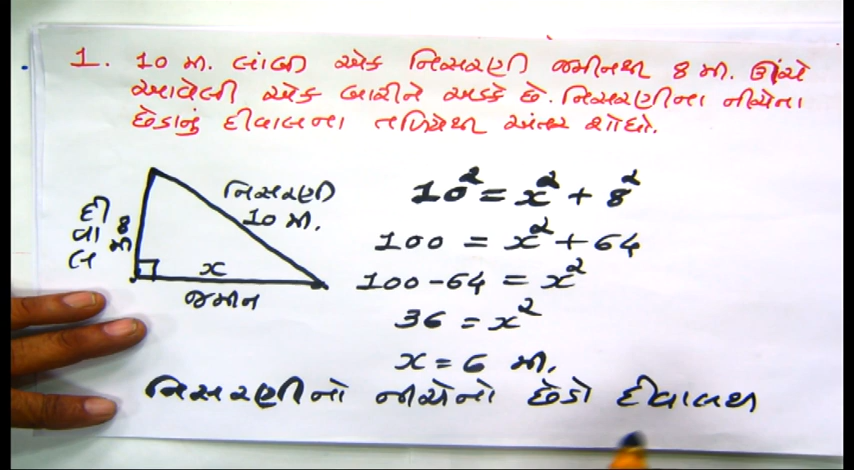 1. 10 મી. લાંબી એક નિસરણી જમીનથી 8 મી. ઊંચે
આવેલી એક બારીને અડકે છે. નિસરણીના નીચેના
છેડાનું દીવાલના તળિયેથી અંતર શોધો.
દીવાલ
8 મી
નિસરણી
10 મી.
x
જમીન
10² = x² + 8²
100 = x² + 64
100 - 64 = x²
36 = x²
x = 6 મી.
નિસરણીનો નીચેનો છેડો દીવાલથી